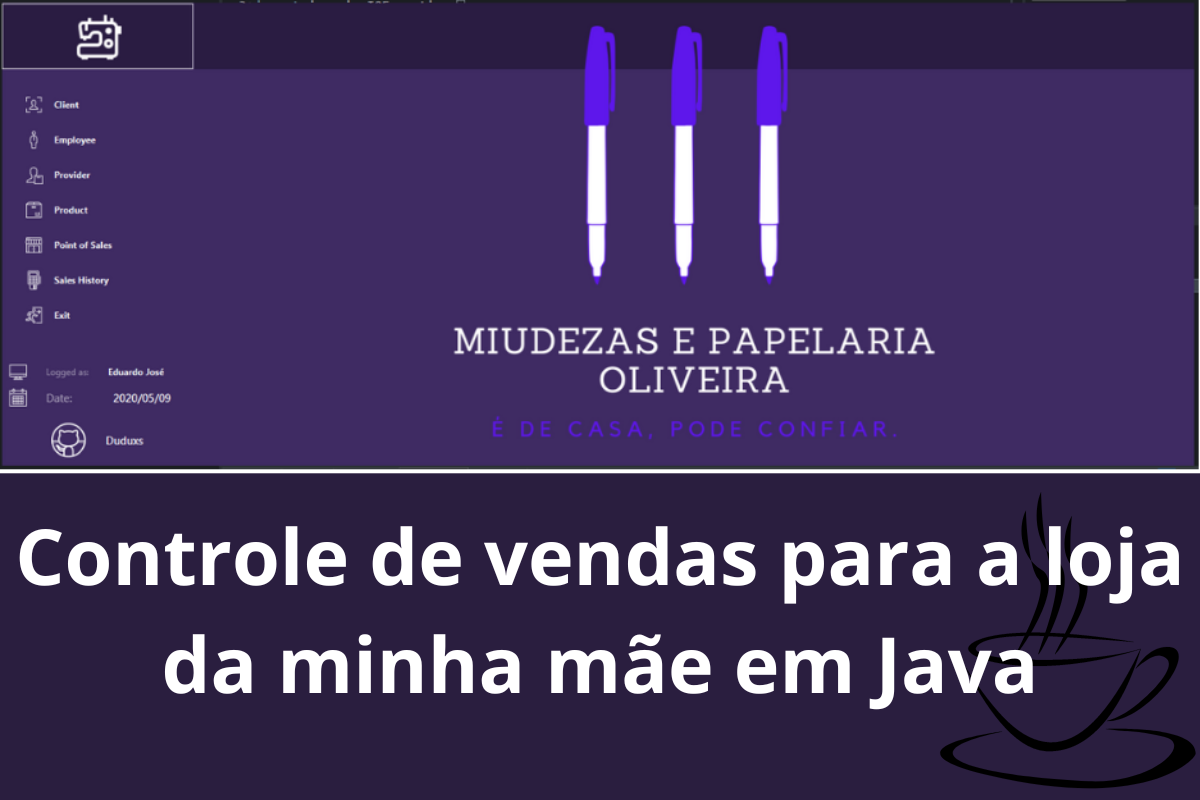 Client
Employee
Provider
Product
Point of Sales
Sales History
Exit
Logged as: Eduardo José
Date: 2020/05/09
Duduxs
MIUDEZAS E PAPELARIA
OLIVEIRA
É DE CASA, PODE CONFIAR.
Controle de vendas para a loja
da minha mãe em Java